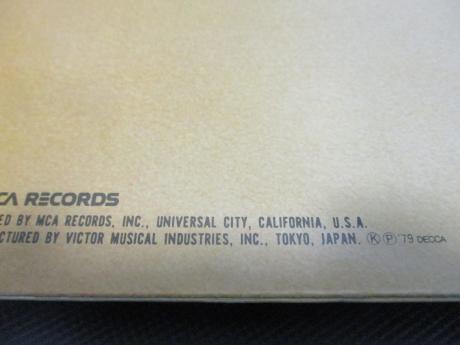 CA RECORDS
ED BY MCA RECORDS, INC., UNIVERSAL CITY, CALIFORNIA, U.S.A.
CTURED BY VICTOR MUSICAL INDUSTRIES, INC., TOKYO, JAPAN. Ⓚ Ⓟ '79 DECCA